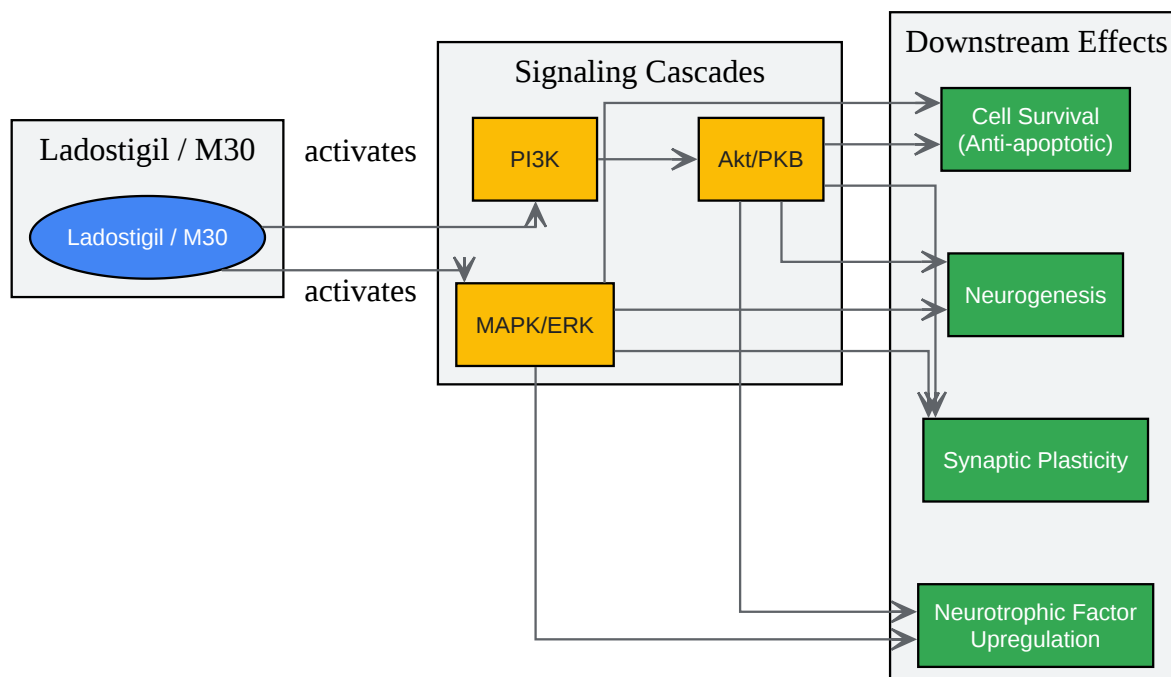 Ladostigil / M30
Ladostigil / M30
activates
activates
Signaling Cascades
PI3K
Akt/PKB
MAPK/ERK
Downstream Effects
Cell Survival
(Anti-apoptotic)
Neurogenesis
Synaptic Plasticity
Neurotrophic Factor
Upregulation